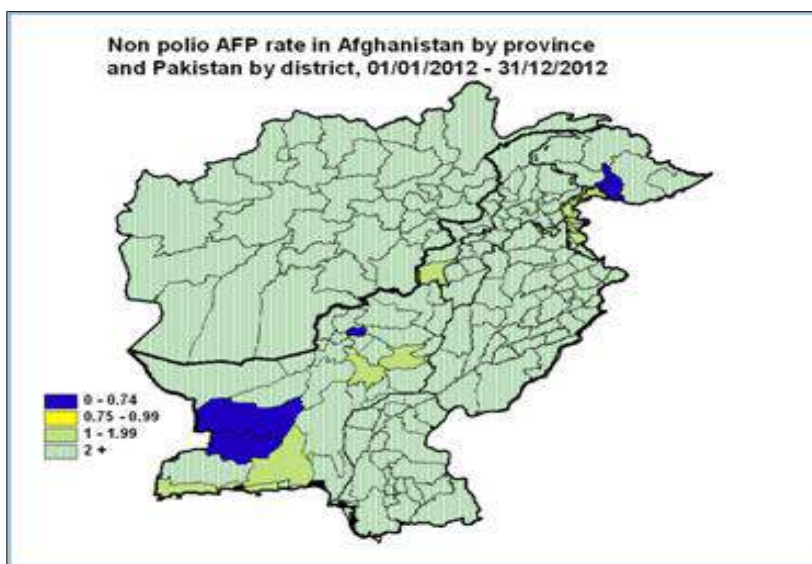 Non polio AFP rate in Afghanistan by province
and Pakistan by district, 01/01/2012 - 31/12/2012
0 - 0.74
0.75 - 0.99
1 - 1.99
2 +